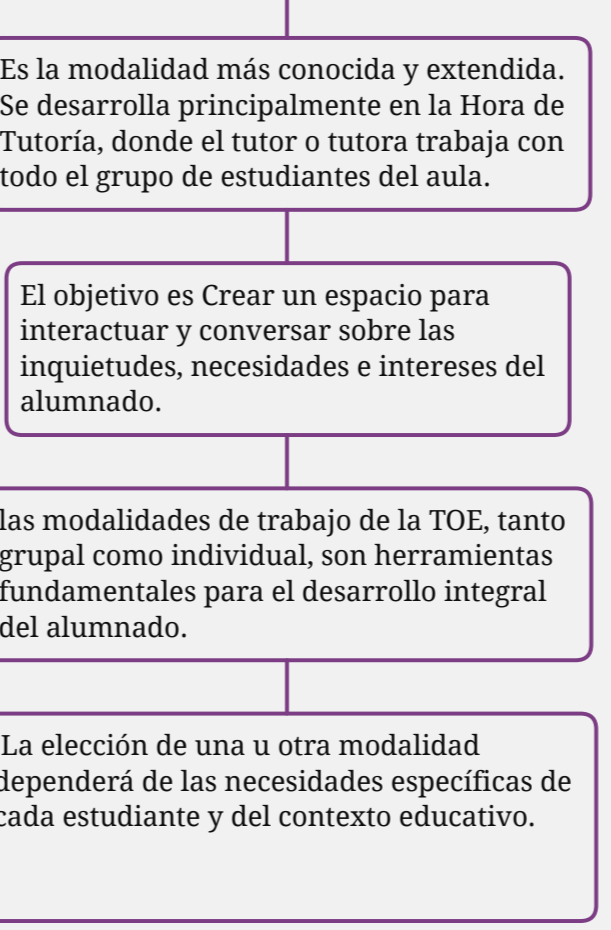 Es la modalidad más conocida y extendida.
Se desarrolla principalmente en la Hora de
Tutoría, donde el tutor o tutora trabaja con
todo el grupo de estudiantes del aula.
El objetivo es Crear un espacio para
interactuar y conversar sobre las
inquietudes, necesidades e intereses del
alumnado.
las modalidades de trabajo de la TOE, tanto
grupal como individual, son herramientas
fundamentales para el desarrollo integral
del alumnado.
La elección de una u otra modalidad
dependerá de las necesidades específicas de
cada estudiante y del contexto educativo.